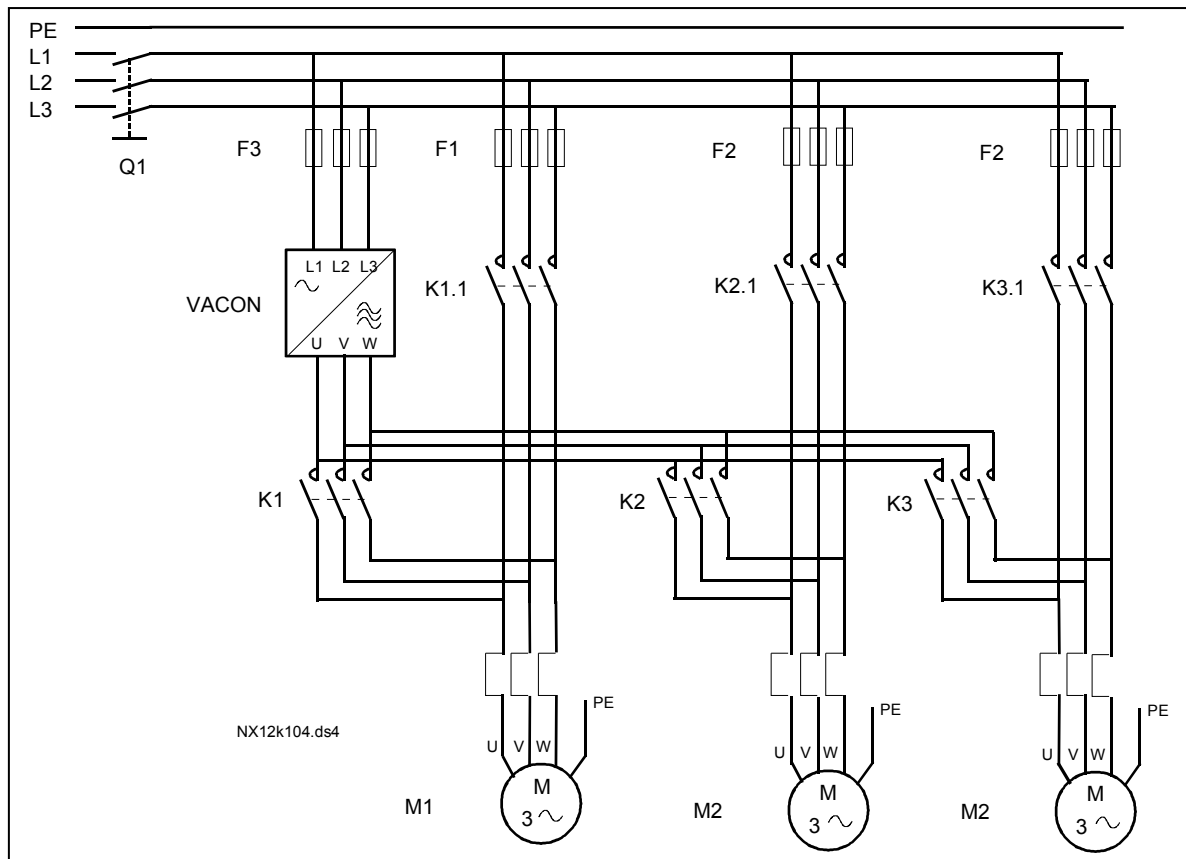 PE
L1
L2
L3
Q1
F3
F1
F2
F2
L1 L2 L3
VACON
U V W
K1.1
K2.1
K3.1
K1
K2
K3
NX12k104.ds4
PE
PE
PE
U V W
U V W
U V W
M
3
M
3
M
3
M1
M2
M2